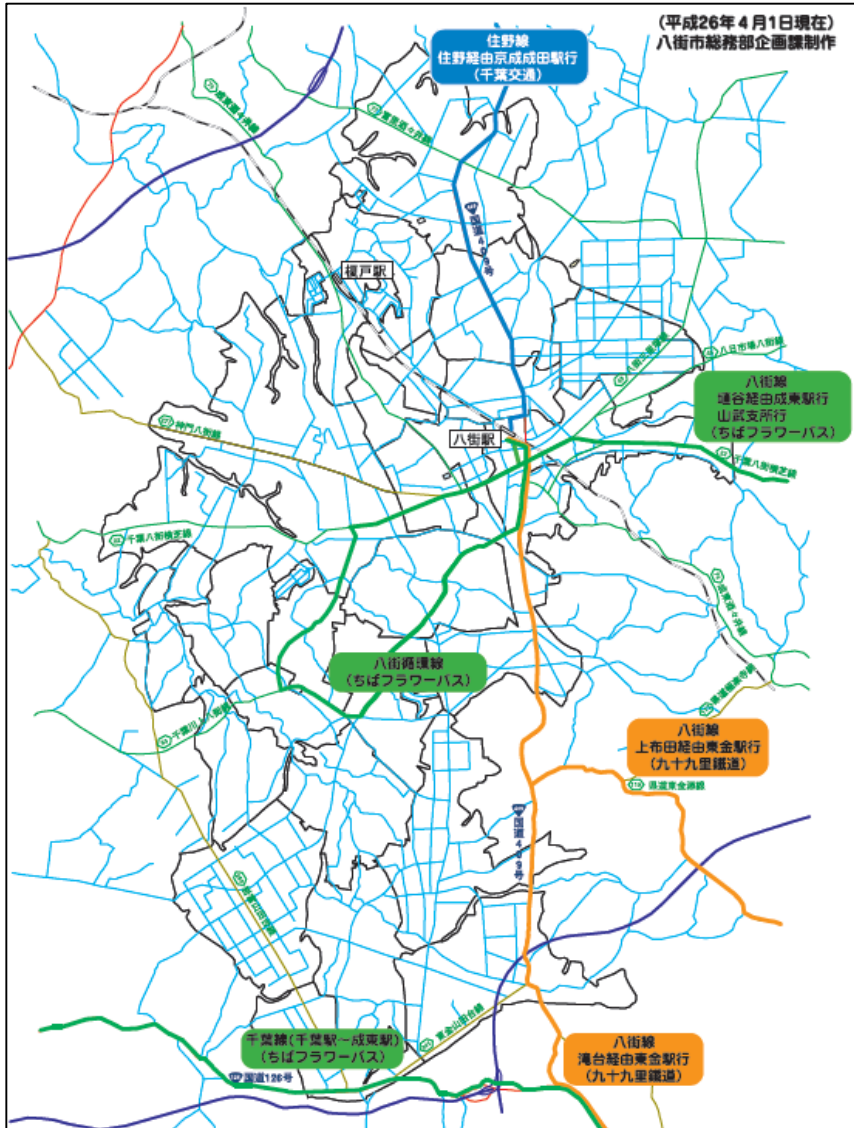 (平成26年4月1日現在)
八街市総務部企画課制作
住野線
住野経由京成成田駅行
(千葉交通)
国道409号
榎戸駅
八日市場八街線
八街線
埴谷経由成東駅行
山武支所行
(ちばフラワーバス)
八街駅
神門八街線
千葉八街横芝線
千葉八街横芝線
成東酒々井線
八街循環線
(ちばフラワーバス)
千葉川上八街線
八街線
上布田経由東金駅行
(九十九里鐵道)
県道東金源線
国道409号
東金山田台線
千葉線(千葉駅〜成東駅)
(ちばフラワーバス)
国道126号
八街線
滝台経由東金駅行
(九十九里鐵道)